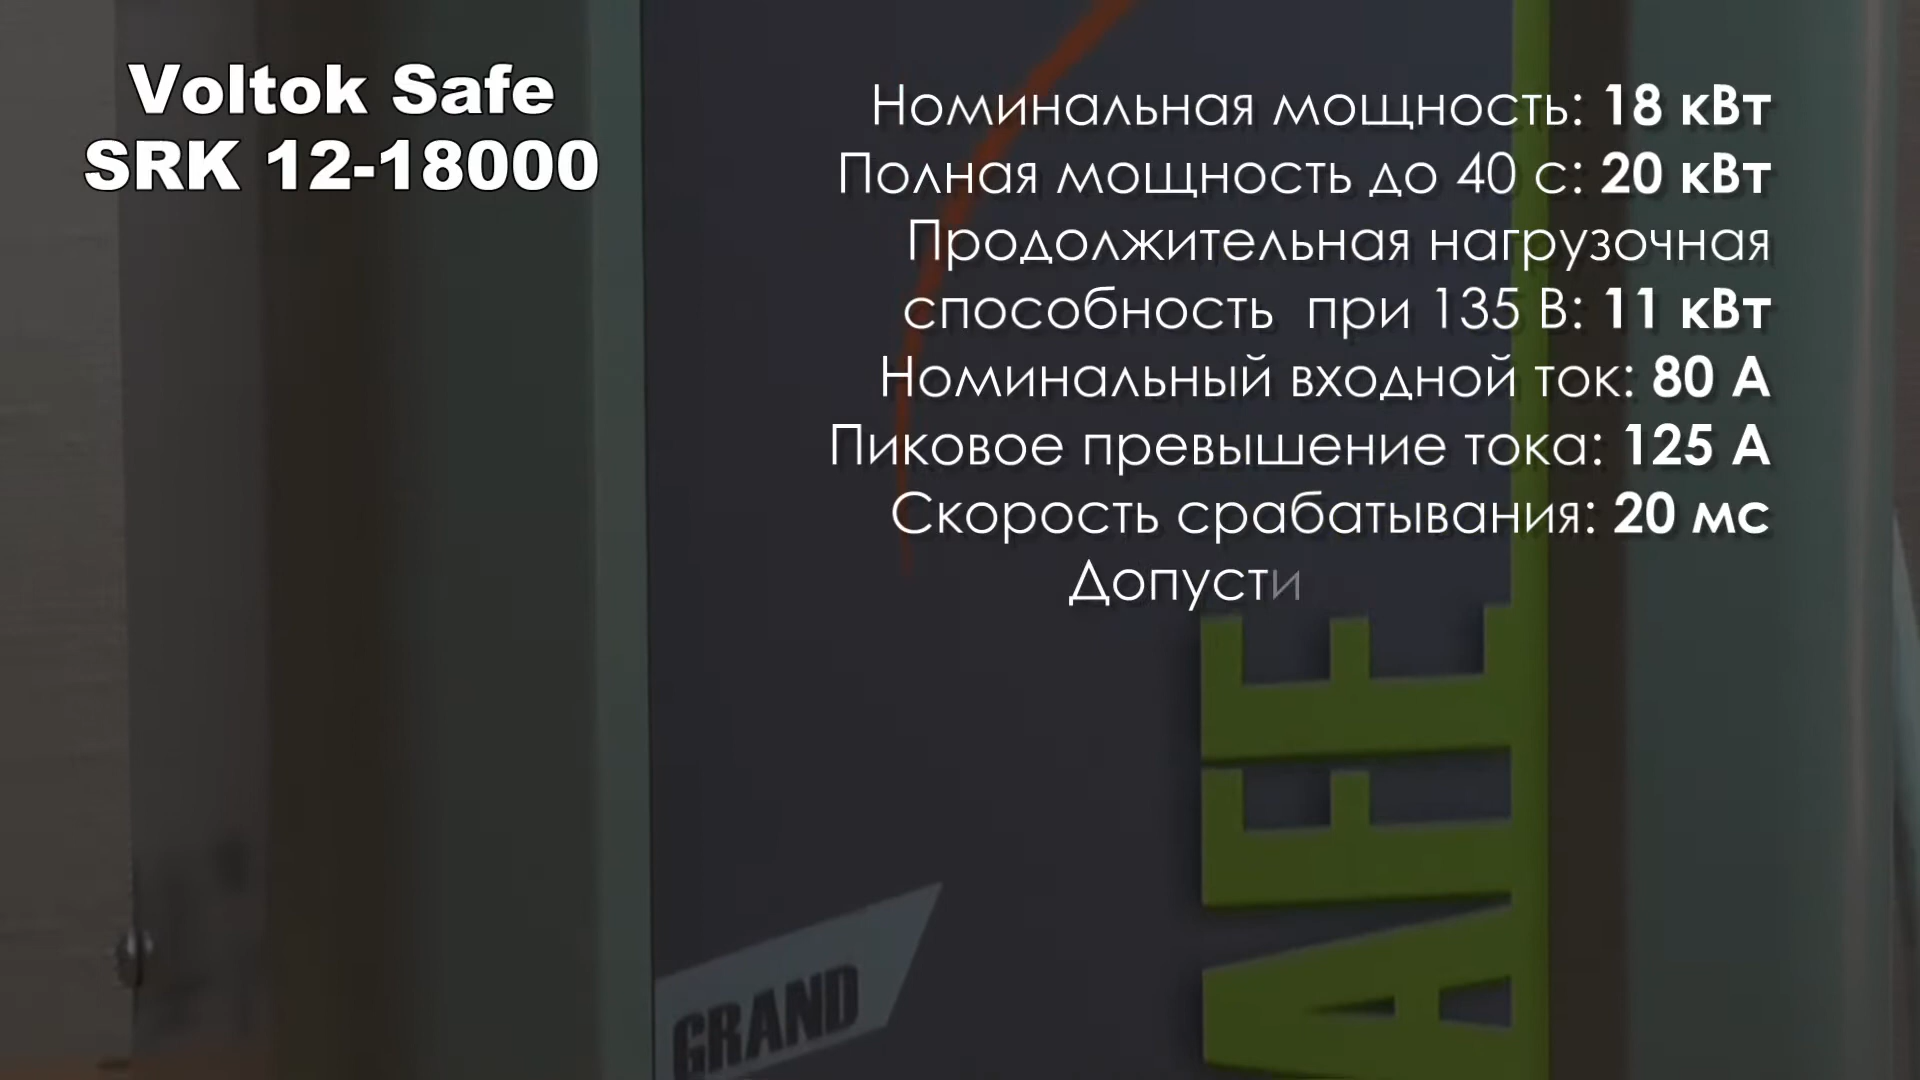 Voltok Safe
SRK 12-18000
Номинальная мощность: 18 кВт
Полная мощность до 40 с: 20 кВт
Продолжительная нагрузочная
способность при 135 В: 11 кВт
Номинальный входной ток: 80 А
Пиковое превышение тока: 125 А
Скорость срабатывания: 20 мс
Допусти
GRAND
AFE